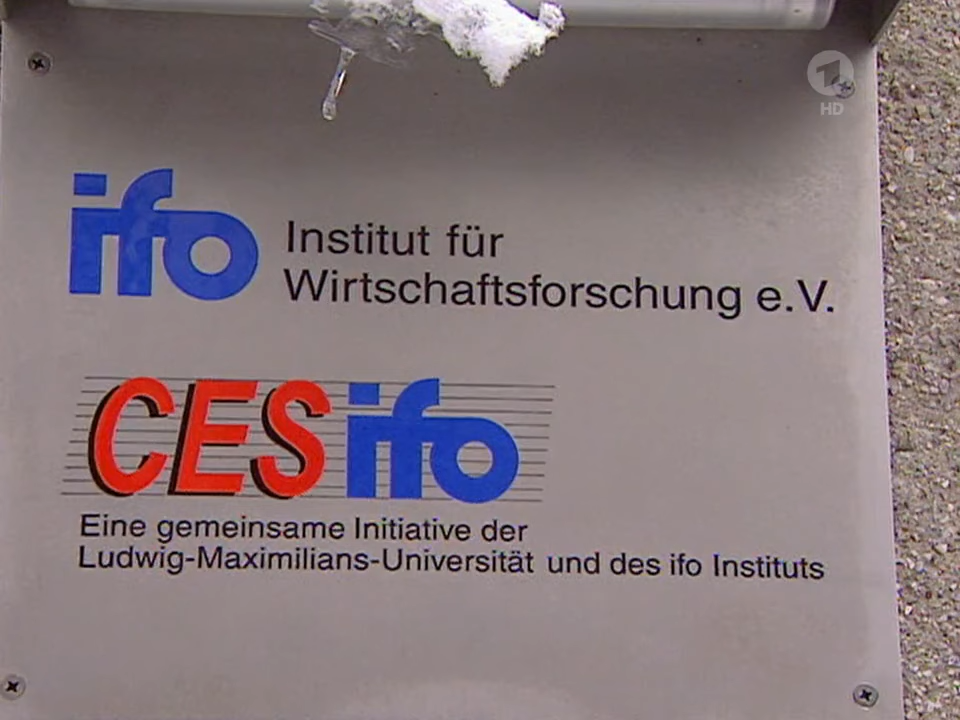 1
HD
ifo
Institut für
Wirtschaftsforschung e.V.
CESifo
Eine gemeinsame Initiative der
Ludwig-Maximilians-Universität und des ifo Instituts